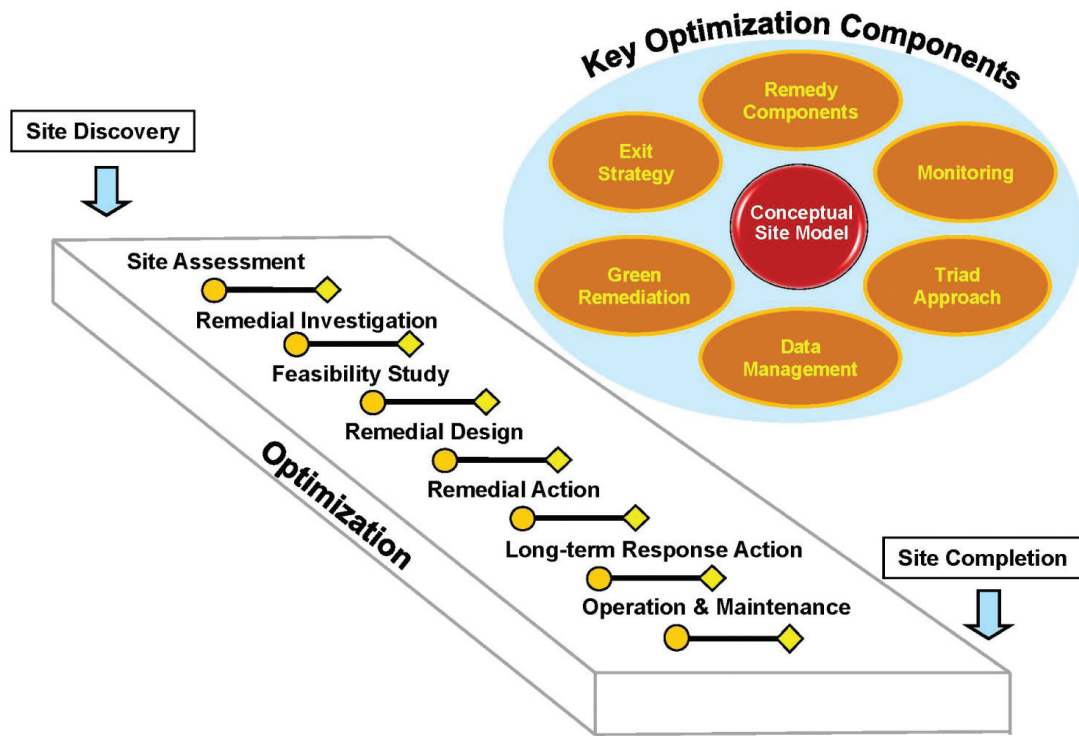 Key Optimization Components
Site Discovery
Remedy
Components
Exit
Strategy
Monitoring
Conceptual
Site Model
Green
Remediation
Triad
Approach
Data
Management
Site Assessment
Remedial Investigation
Feasibility Study
Remedial Design
Remedial Action
Long-term Response Action
Operation & Maintenance
Optimization
Site Completion